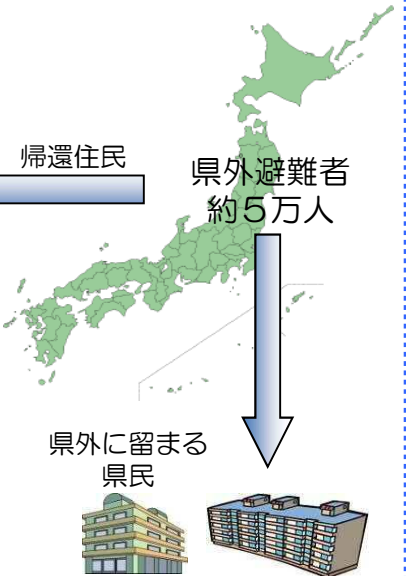 帰還住民
県外避難者
約５万人
県外に留まる
県民